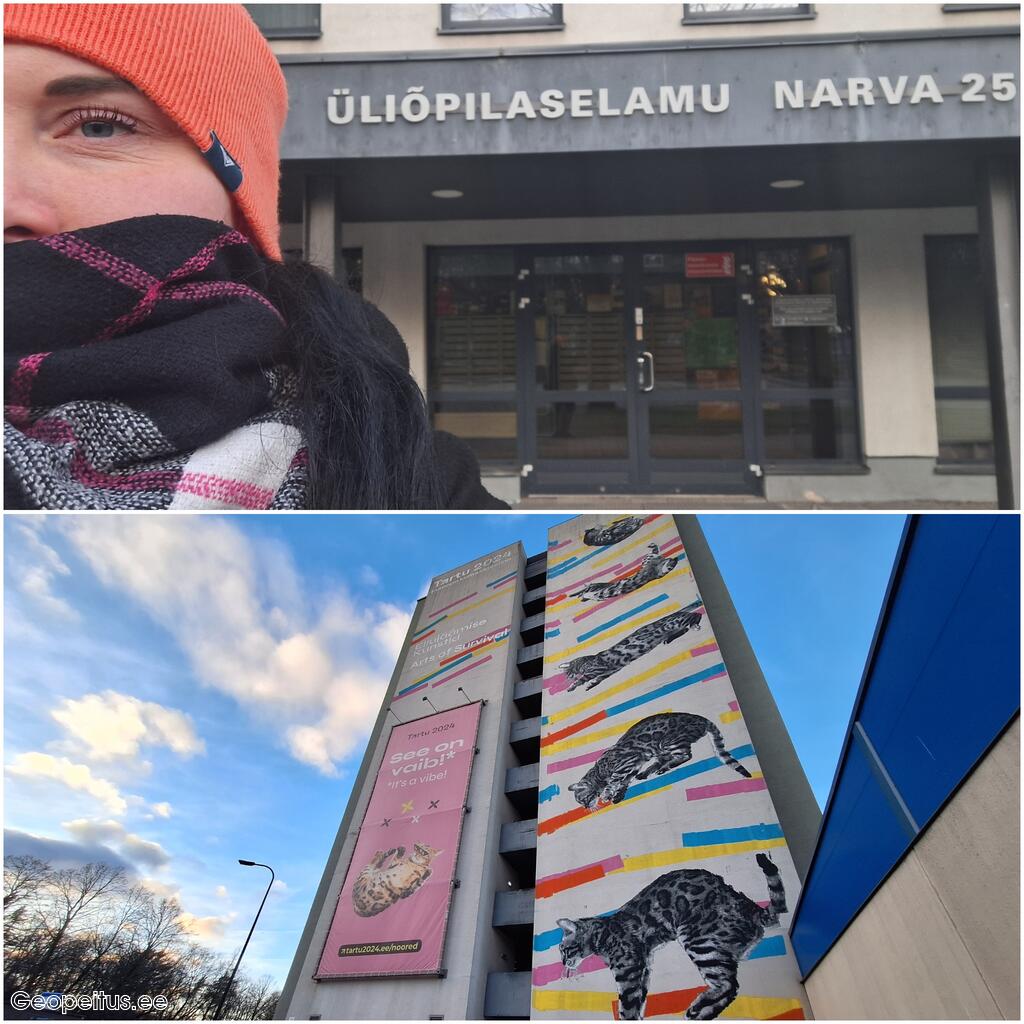 ÜLIÕPILASELAMU NARVA 25
Tartu 2024
Ellujäämise
Kunstid
Arts of Survival
Tartu 2024
See on
vaib!*
*It's a vibe!
tartu2024.ee/noored
Geopeitus.ee